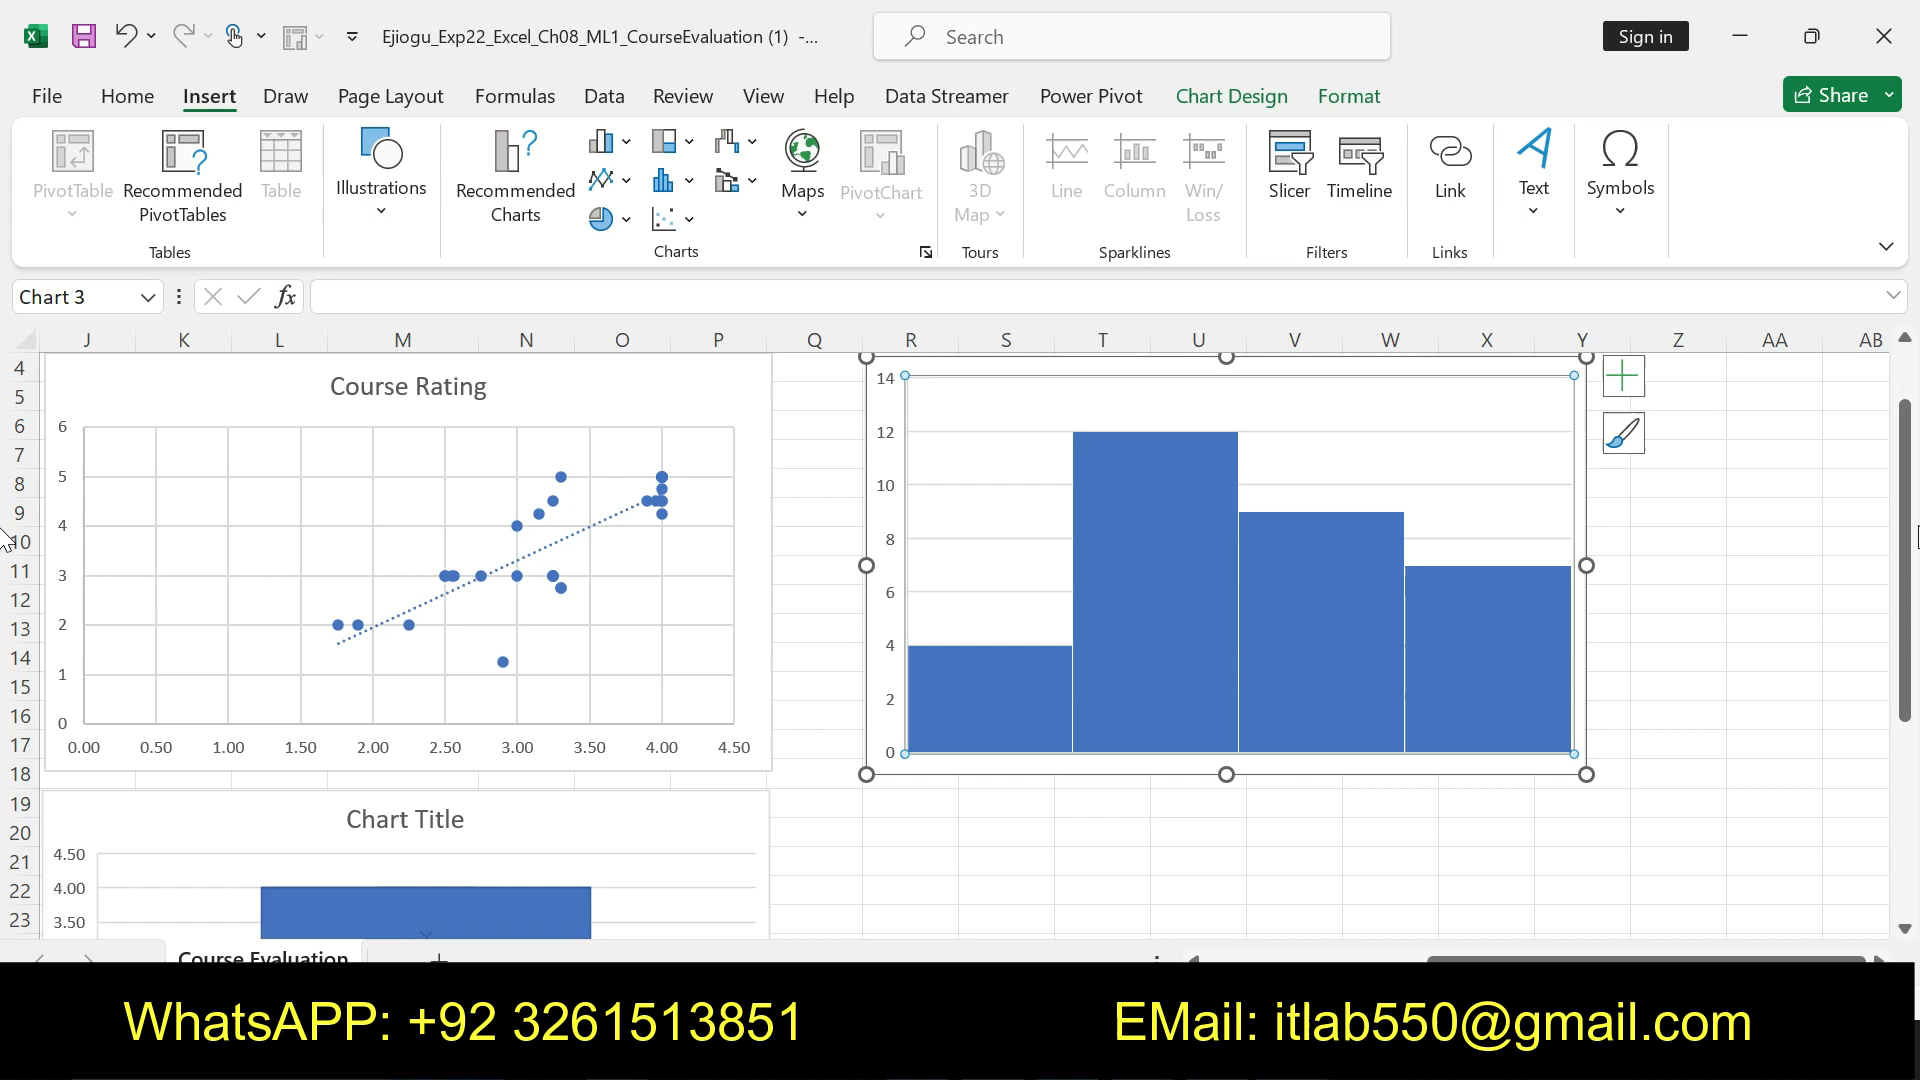 Ejiogu_Exp22_Excel_Ch08_ML1_CourseEvaluation (1) -...
Search
Sign in
File Home Insert Draw Page Layout Formulas Data Review View Help Data Streamer Power Pivot Chart Design Format
Share
PivotTable
Recommended PivotTables
Table
Illustrations
Recommended Charts
Maps
PivotChart
3D Map
Line
Column
Win/Loss
Slicer
Timeline
Link
Text
Symbols
Tables
Charts
Tours
Sparklines
Filters
Links
Chart 3
fx
J K L M N O P Q R S T U V W X Y Z AA AB
4
5
6
7
8
9
10
11
12
13
14
15
16
17
18
19
20
21
22
23
Course Rating
6
5
4
3
2
1
0
0.00 0.50 1.00 1.50 2.00 2.50 3.00 3.50 4.00 4.50
14
12
10
8
6
4
2
0
Chart Title
4.50
4.00
3.50
Course Evaluation
WhatsAPP: +92 3261513851
EMail: itlab550@gmail.com